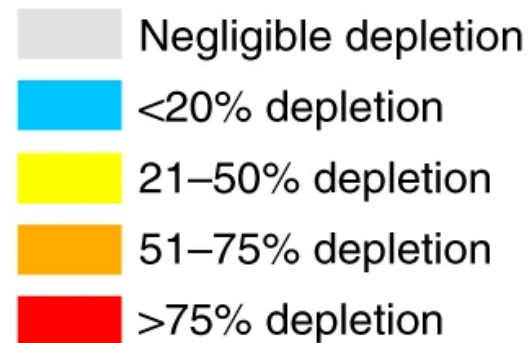 Negligible depletion
<20% depletion
21–50% depletion
51–75% depletion
>75% depletion